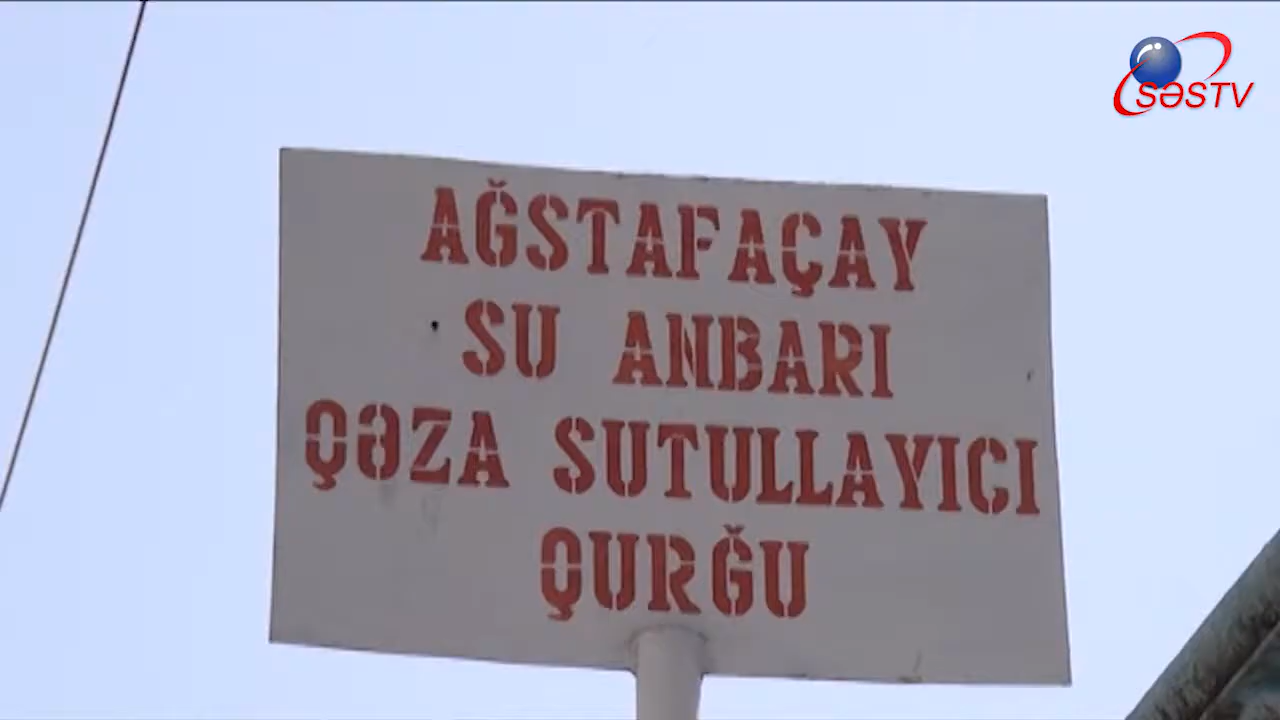 SƏSTV
AĞSTAFAÇAY
SU ANBARI
QƏZA SUTULLAYICI
QURĞU